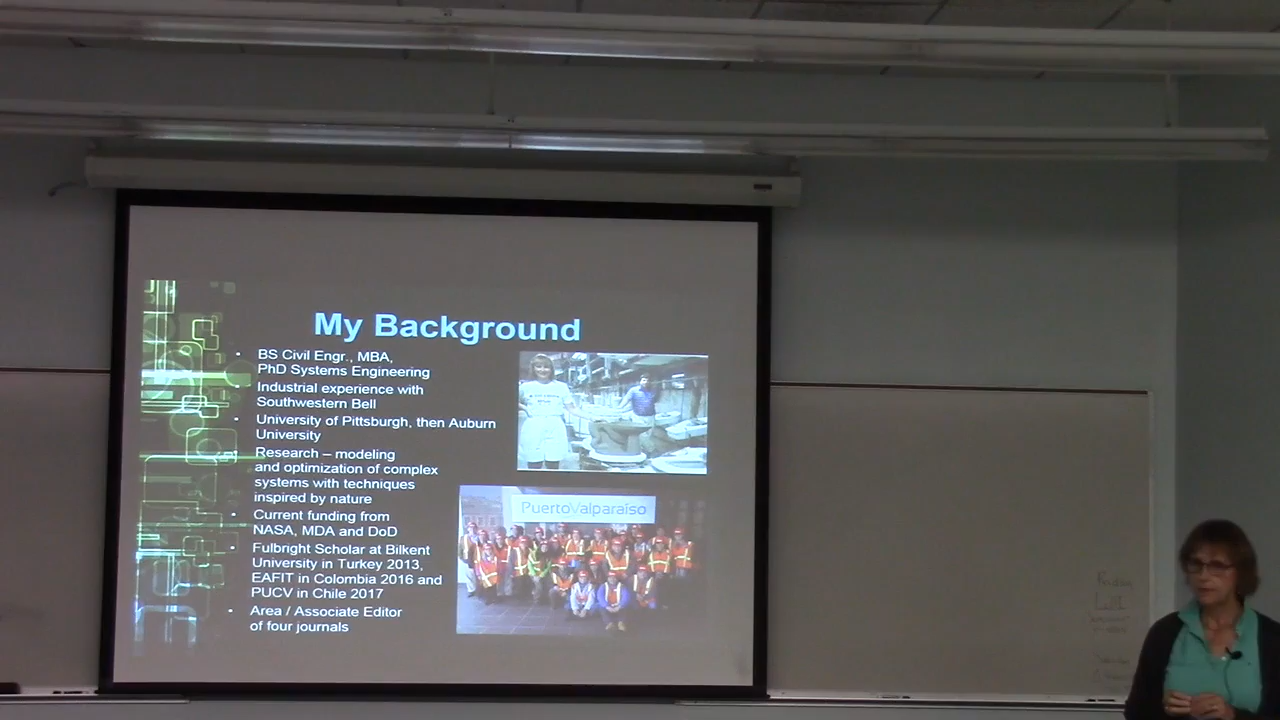 My Background
• BS Civil Engr., MBA,
PhD Systems Engineering
• Industrial experience with
Southwestern Bell
• University of Pittsburgh, then Auburn
University
• Research – modeling
and optimization of complex
systems with techniques
inspired by nature
• Current funding from
NASA, MDA and DoD
• Fulbright Scholar at Bilkent
University in Turkey 2013,
EAFIT in Colombia 2016 and
PUCV in Chile 2017
• Area / Associate Editor
of four journals
PuertoValparaíso